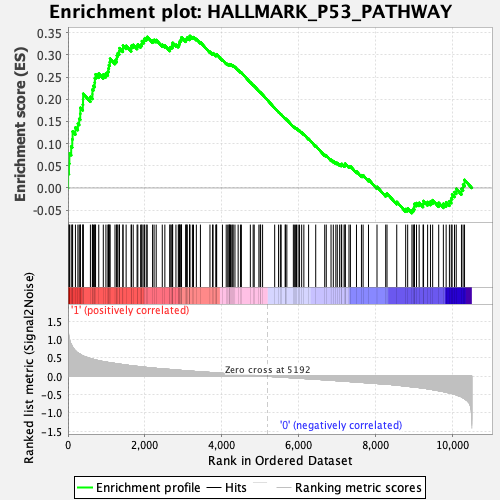 Enrichment plot: HALLMARK_P53_PATHWAY
Enrichment score (ES)
0.35
0.30
0.25
0.20
0.15
0.10
0.05
0.00
-0.05
Ranked list metric (Signal2Noise)
'1' (positively correlated)
1.5
1.0
0.5
0.0
-0.5
-1.0
-1.5
Zero cross at 5192
'0' (negatively correlated)
0
2,000
4,000
6,000
8,000
10,000
Rank in Ordered Dataset
Enrichment profile
Hits
Ranking metric scores